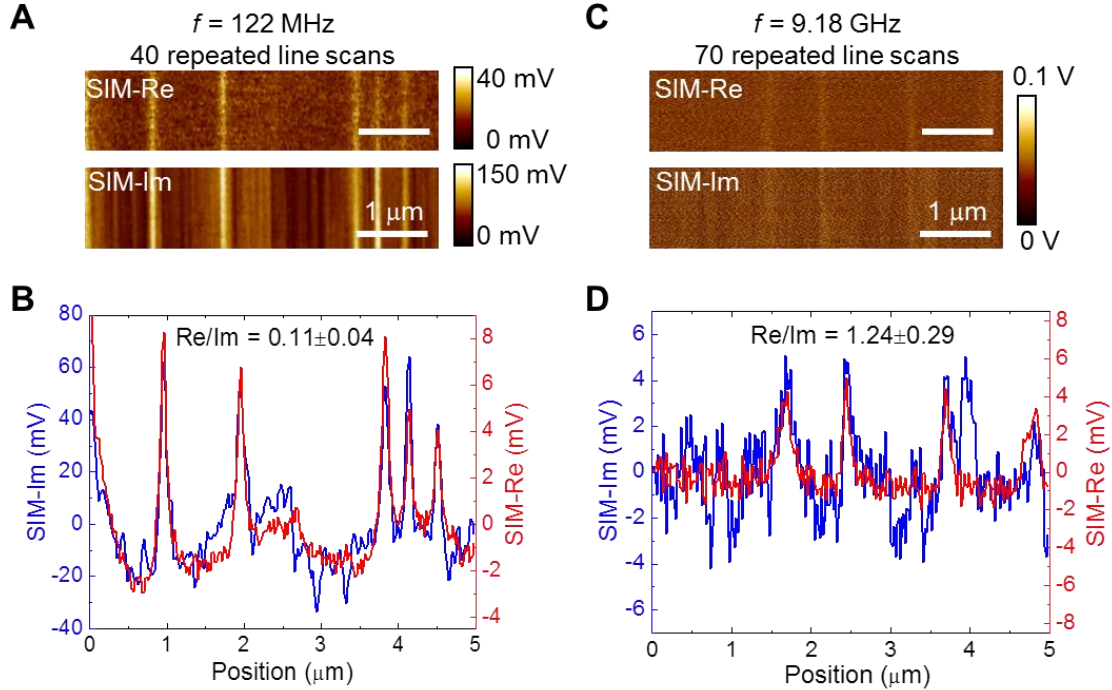 A
f = 122 MHz
40 repeated line scans
SIM-Re
40 mV
0 mV
SIM-Im
1 μm
150 mV
0 mV
B
Re/Im = 0.11±0.04
SIM-Im (mV)
80
60
40
20
0
-20
-40
SIM-Re (mV)
8
6
4
2
0
-2
-4
0 1 2 3 4 5
Position (μm)
C
f = 9.18 GHz
70 repeated line scans
SIM-Re
SIM-Im
1 μm
0.1 V
0 V
D
Re/Im = 1.24±0.29
SIM-Im (mV)
6
4
2
0
-2
-4
-6
SIM-Re (mV)
8
6
4
2
0
-2
-4
-6
-8
0 1 2 3 4 5
Position (μm)